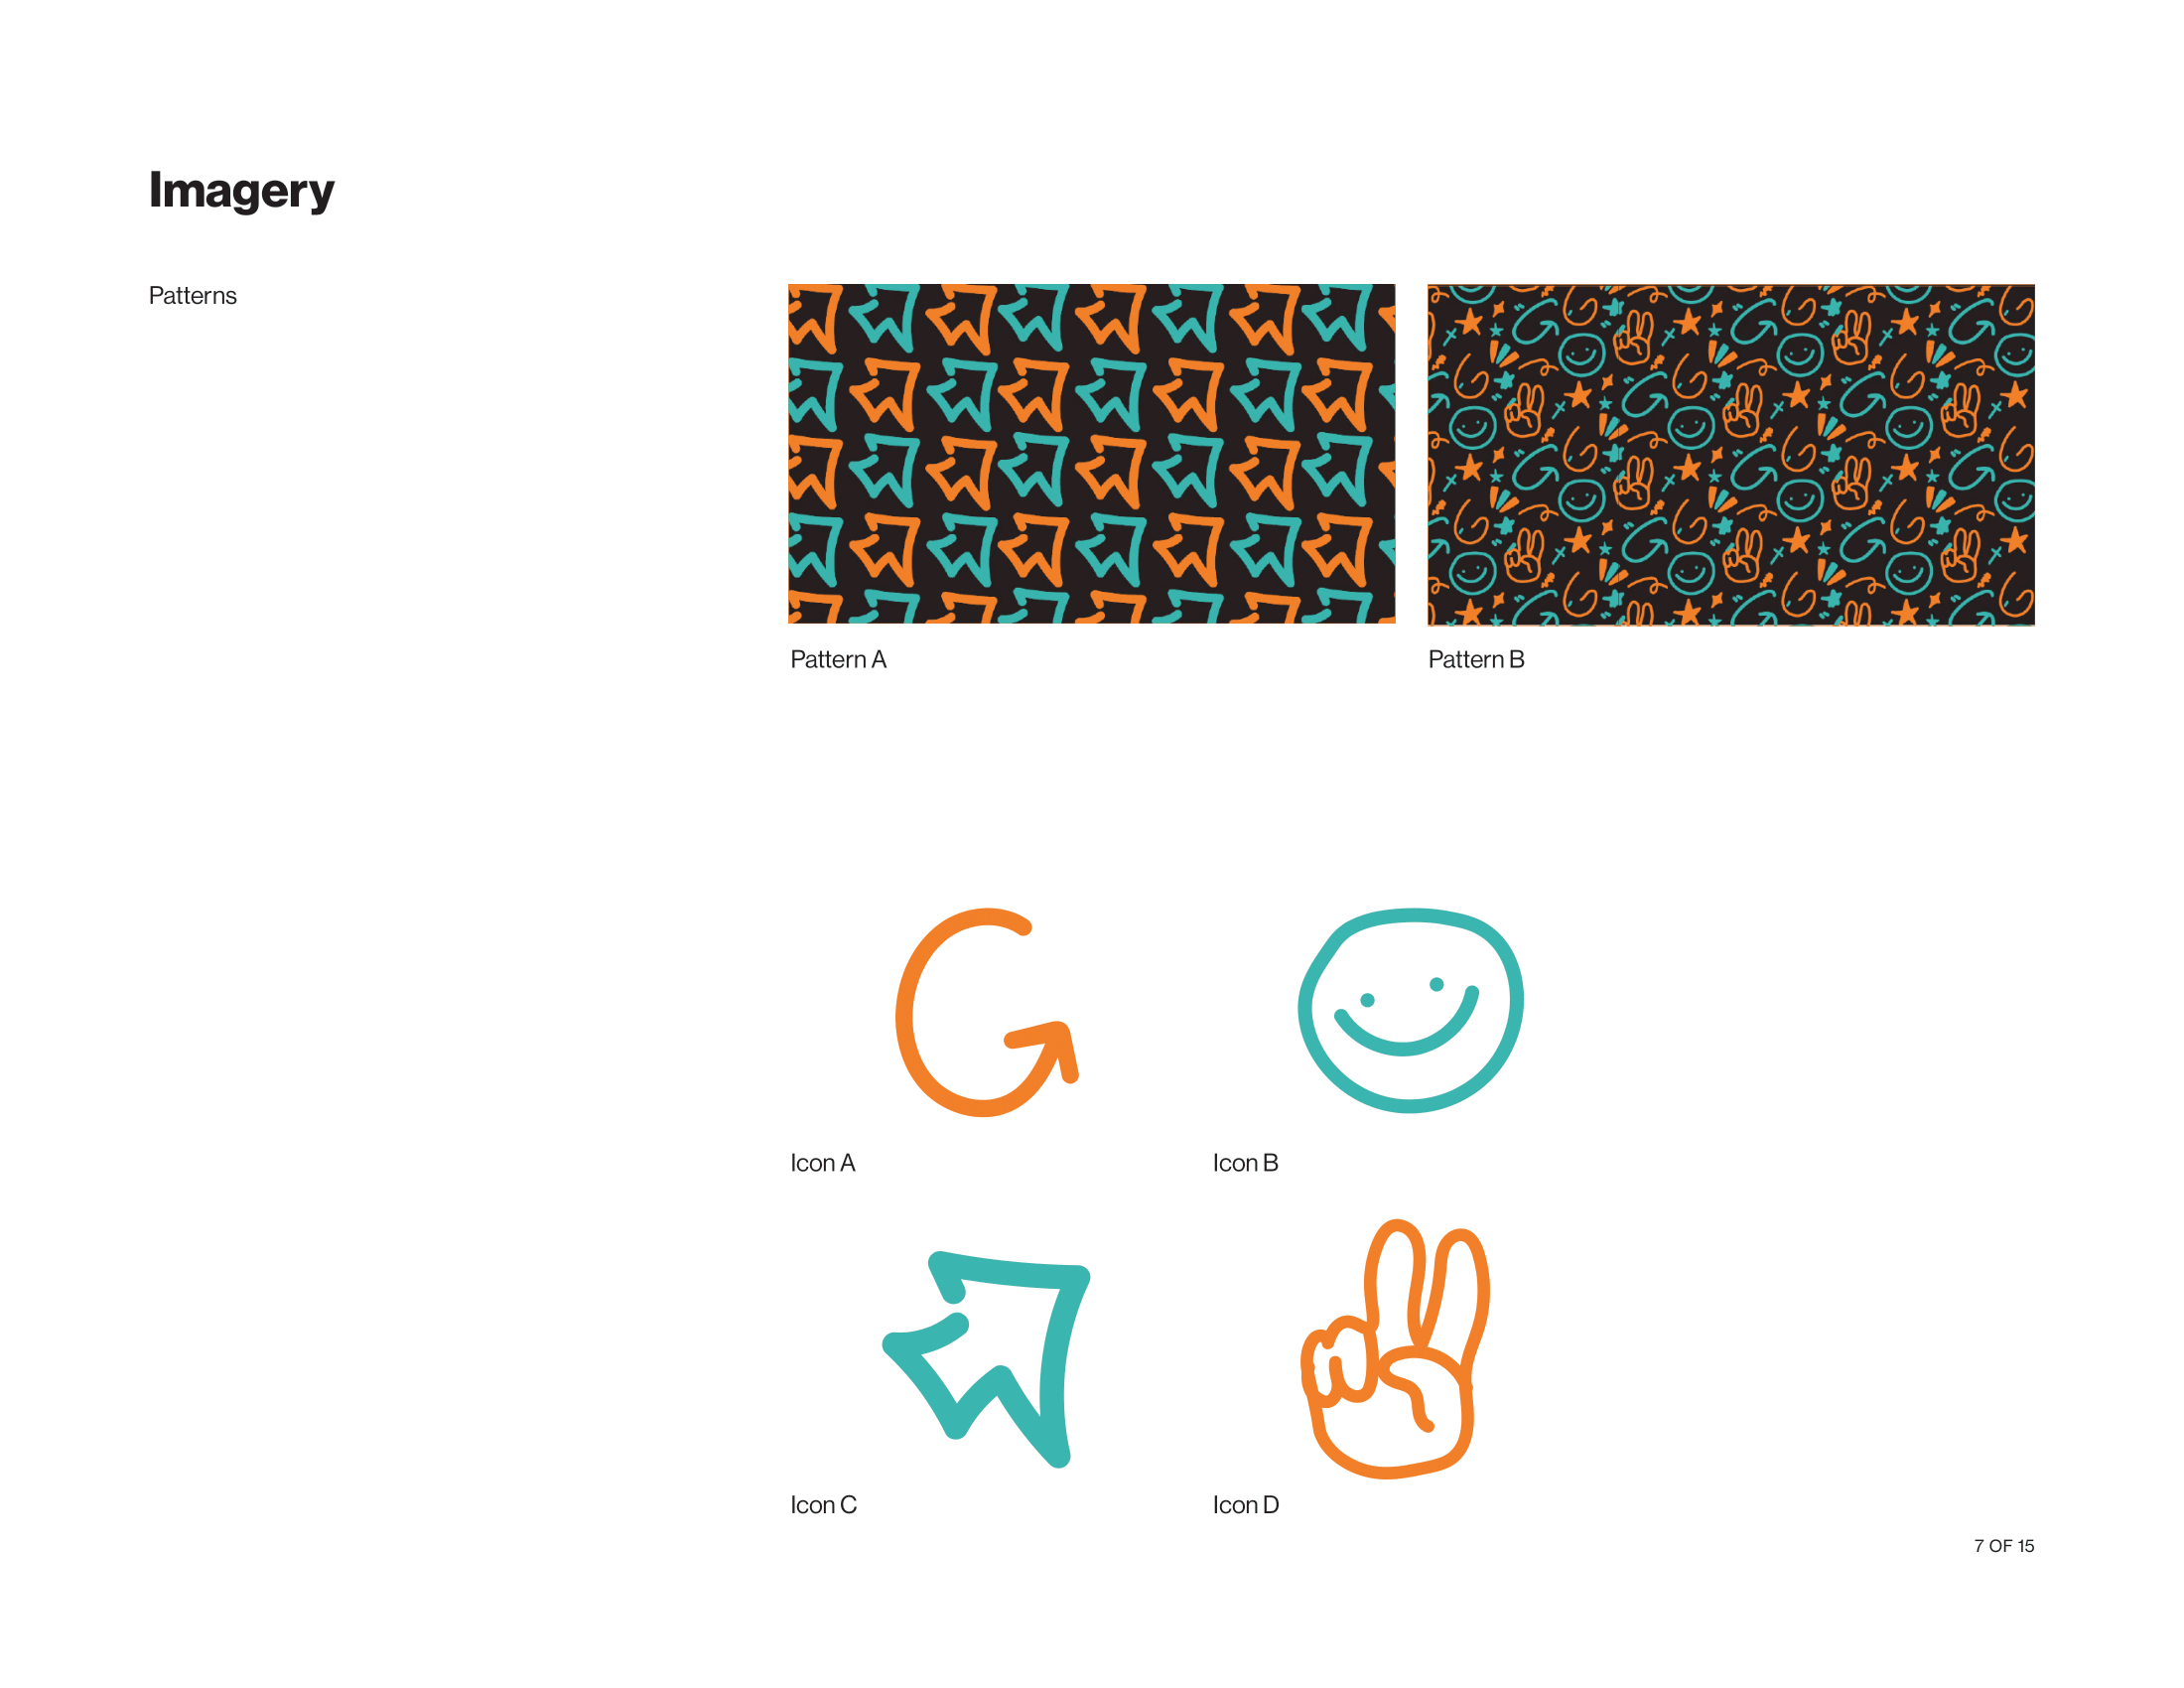 Imagery
Patterns
Pattern A
Pattern B
Icon A
Icon B
Icon C
Icon D
7 OF 15